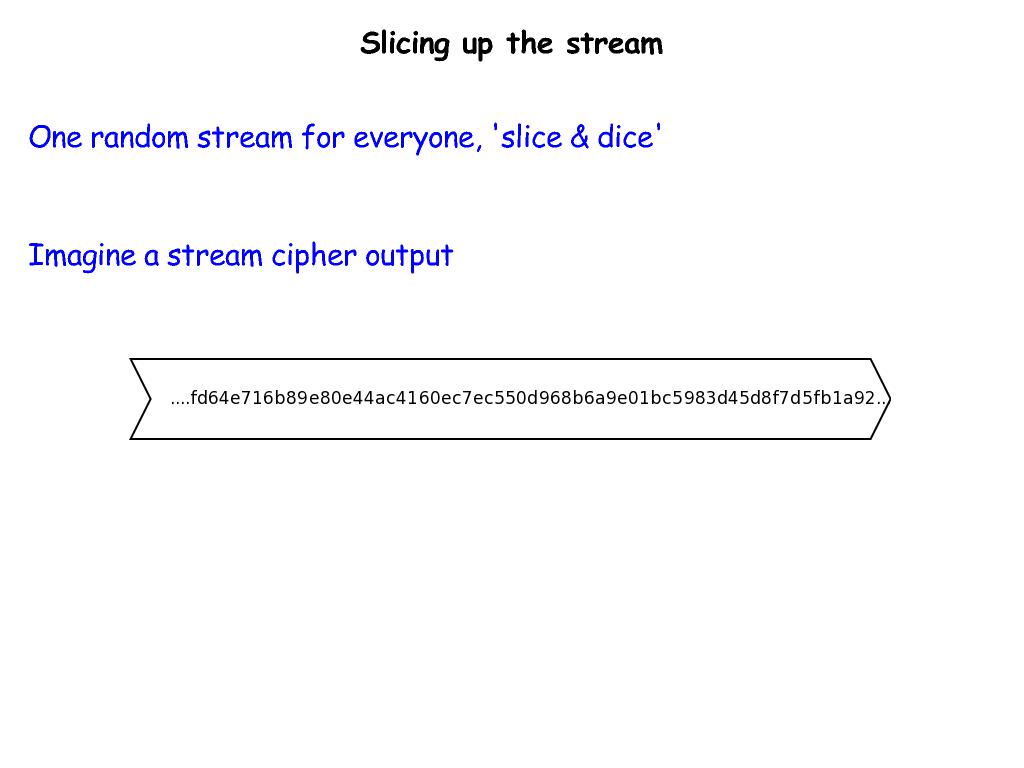 Slicing up the stream
One random stream for everyone, 'slice & dice'
Imagine a stream cipher output
....fd64e716b89e80e44ac4160ec7ec550d968b6a9e01bc5983d45d8f7d5fb1a92...